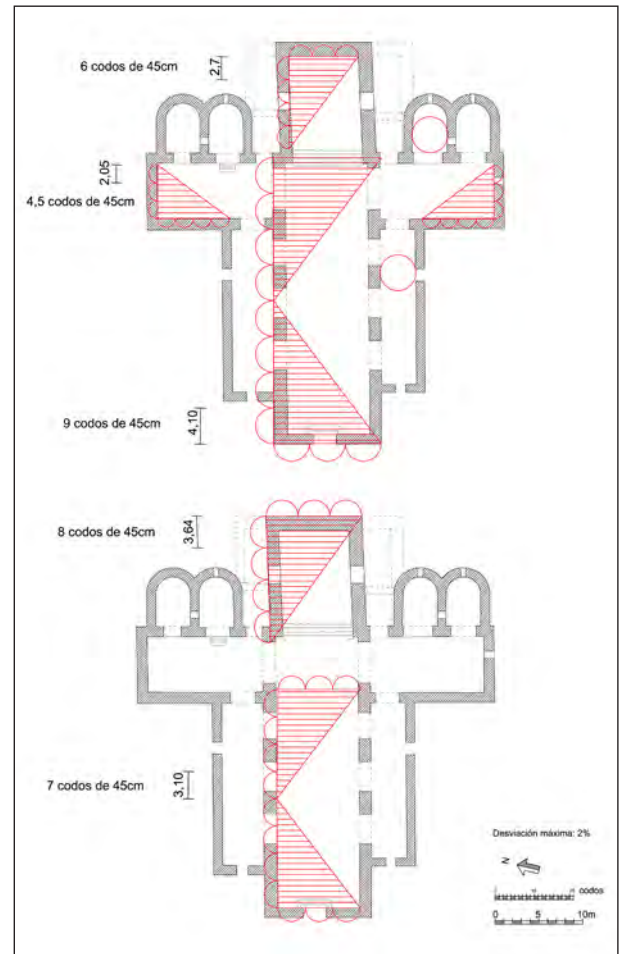 6 codos de 45cm
2,7
2,05
4,5 codos de 45cm
9 codos de 45cm
4,10
8 codos de 45cm
3,64
7 codos de 45cm
3,10
Desviación máxima: 2%
N
codos
0 5 10m